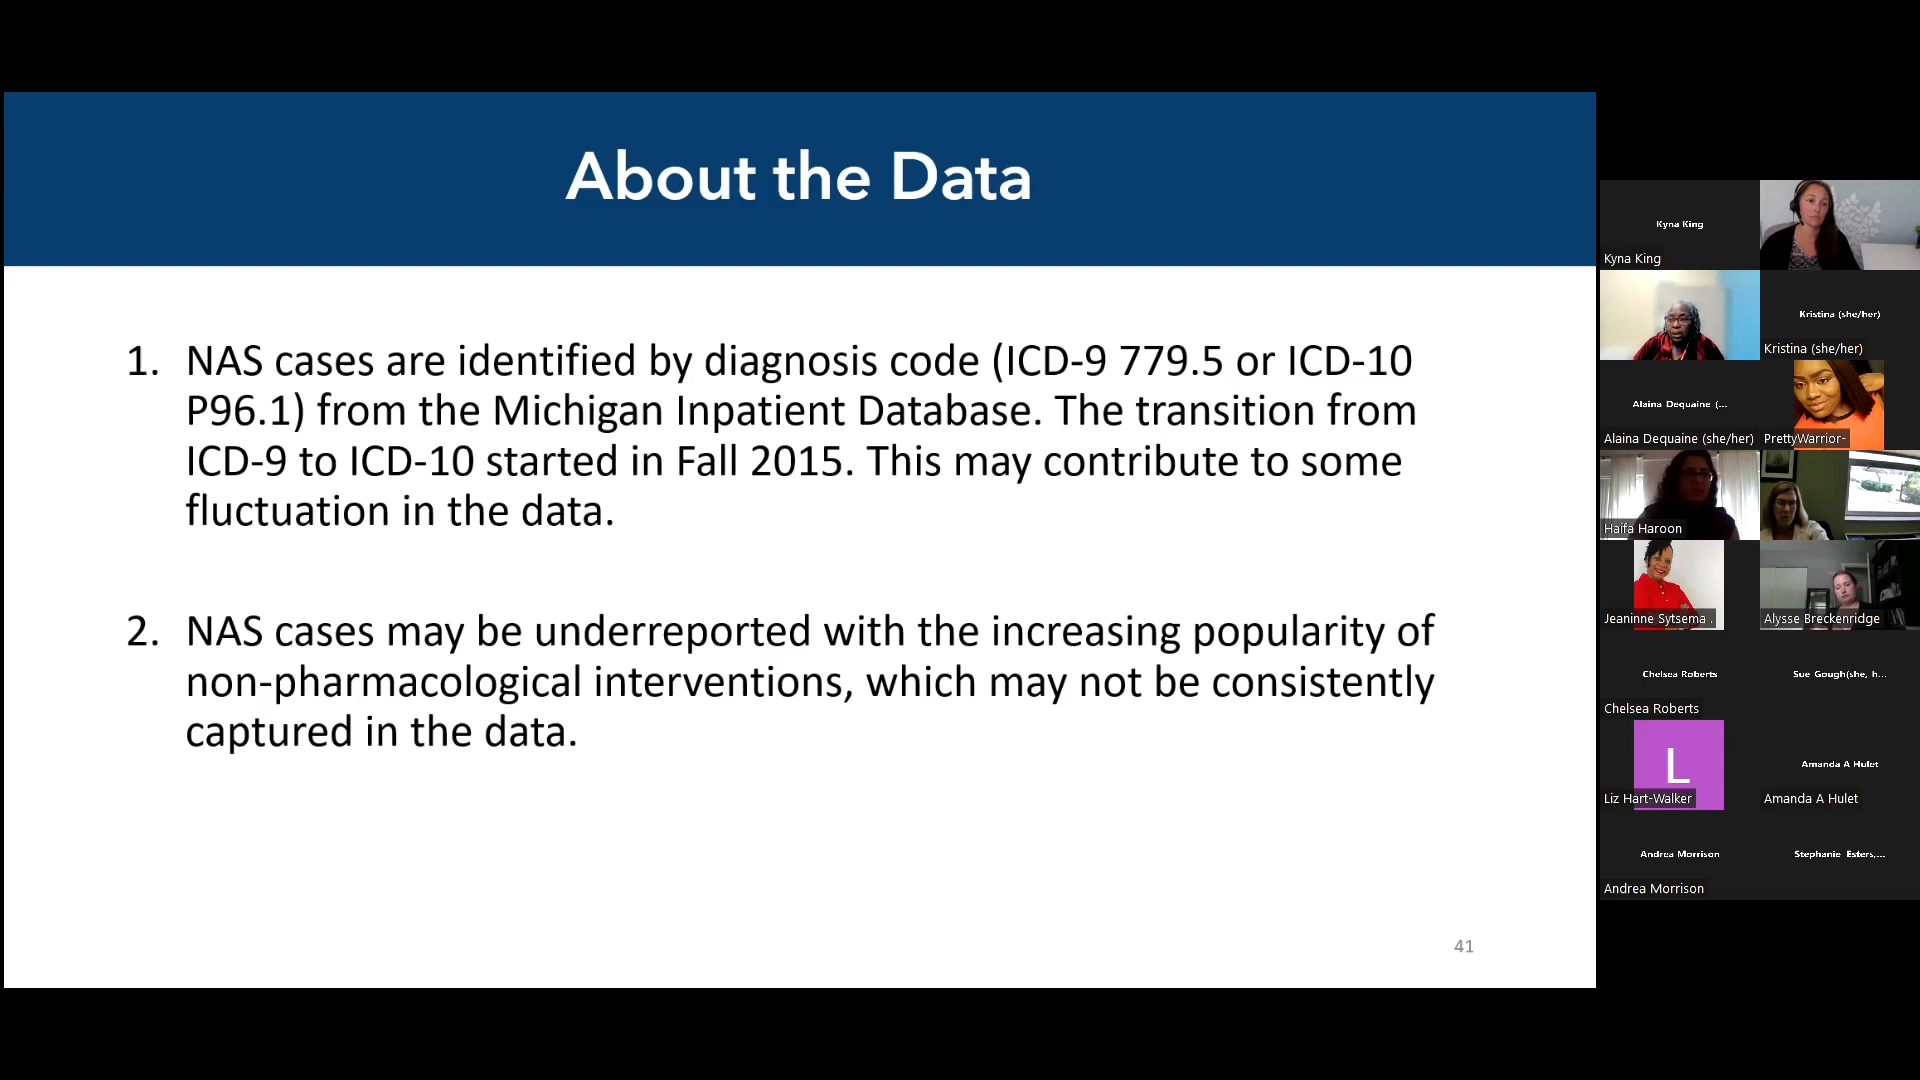 About the Data
1. NAS cases are identified by diagnosis code (ICD-9 779.5 or ICD-10
P96.1) from the Michigan Inpatient Database. The transition from
ICD-9 to ICD-10 started in Fall 2015. This may contribute to some
fluctuation in the data.
2. NAS cases may be underreported with the increasing popularity of
non-pharmacological interventions, which may not be consistently
captured in the data.
41
Kyna King
Kyna King
Kristina (she/her)
Kristina (she/her)
Alaina Dequaine (...
Alaina Dequaine (she/her)
PrettyWarrior-
Haifa Haroon
Jeaninne Sytsema .
Alysse Breckenridge
Chelsea Roberts
Sue Gough(she, h...
Chelsea Roberts
L
Liz Hart-Walker
Amanda A Hulet
Amanda A Hulet
Andrea Morrison
Stephanie Esters,...
Andrea Morrison